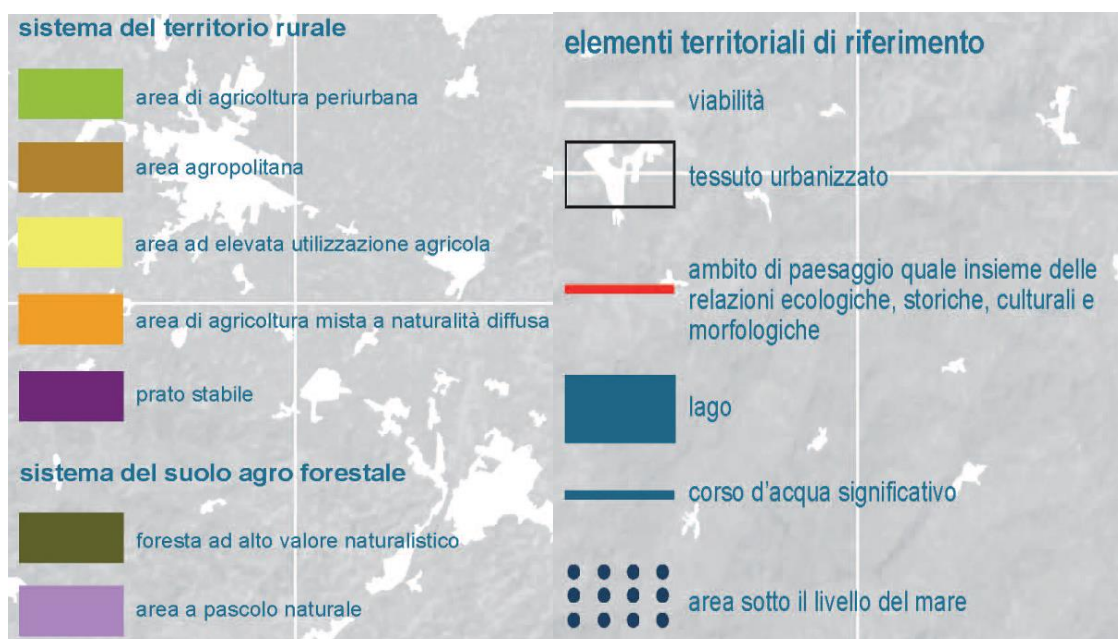 sistema del territorio rurale
area di agricoltura periurbana
area agropolitana
area ad elevata utilizzazione agricola
area di agricoltura mista a naturalità diffusa
prato stabile
sistema del suolo agro forestale
foresta ad alto valore naturalistico
area a pascolo naturale
elementi territoriali di riferimento
viabilità
tessuto urbanizzato
ambito di paesaggio quale insieme delle
relazioni ecologiche, storiche, culturali e
morfologiche
lago
corso d'acqua significativo
area sotto il livello del mare